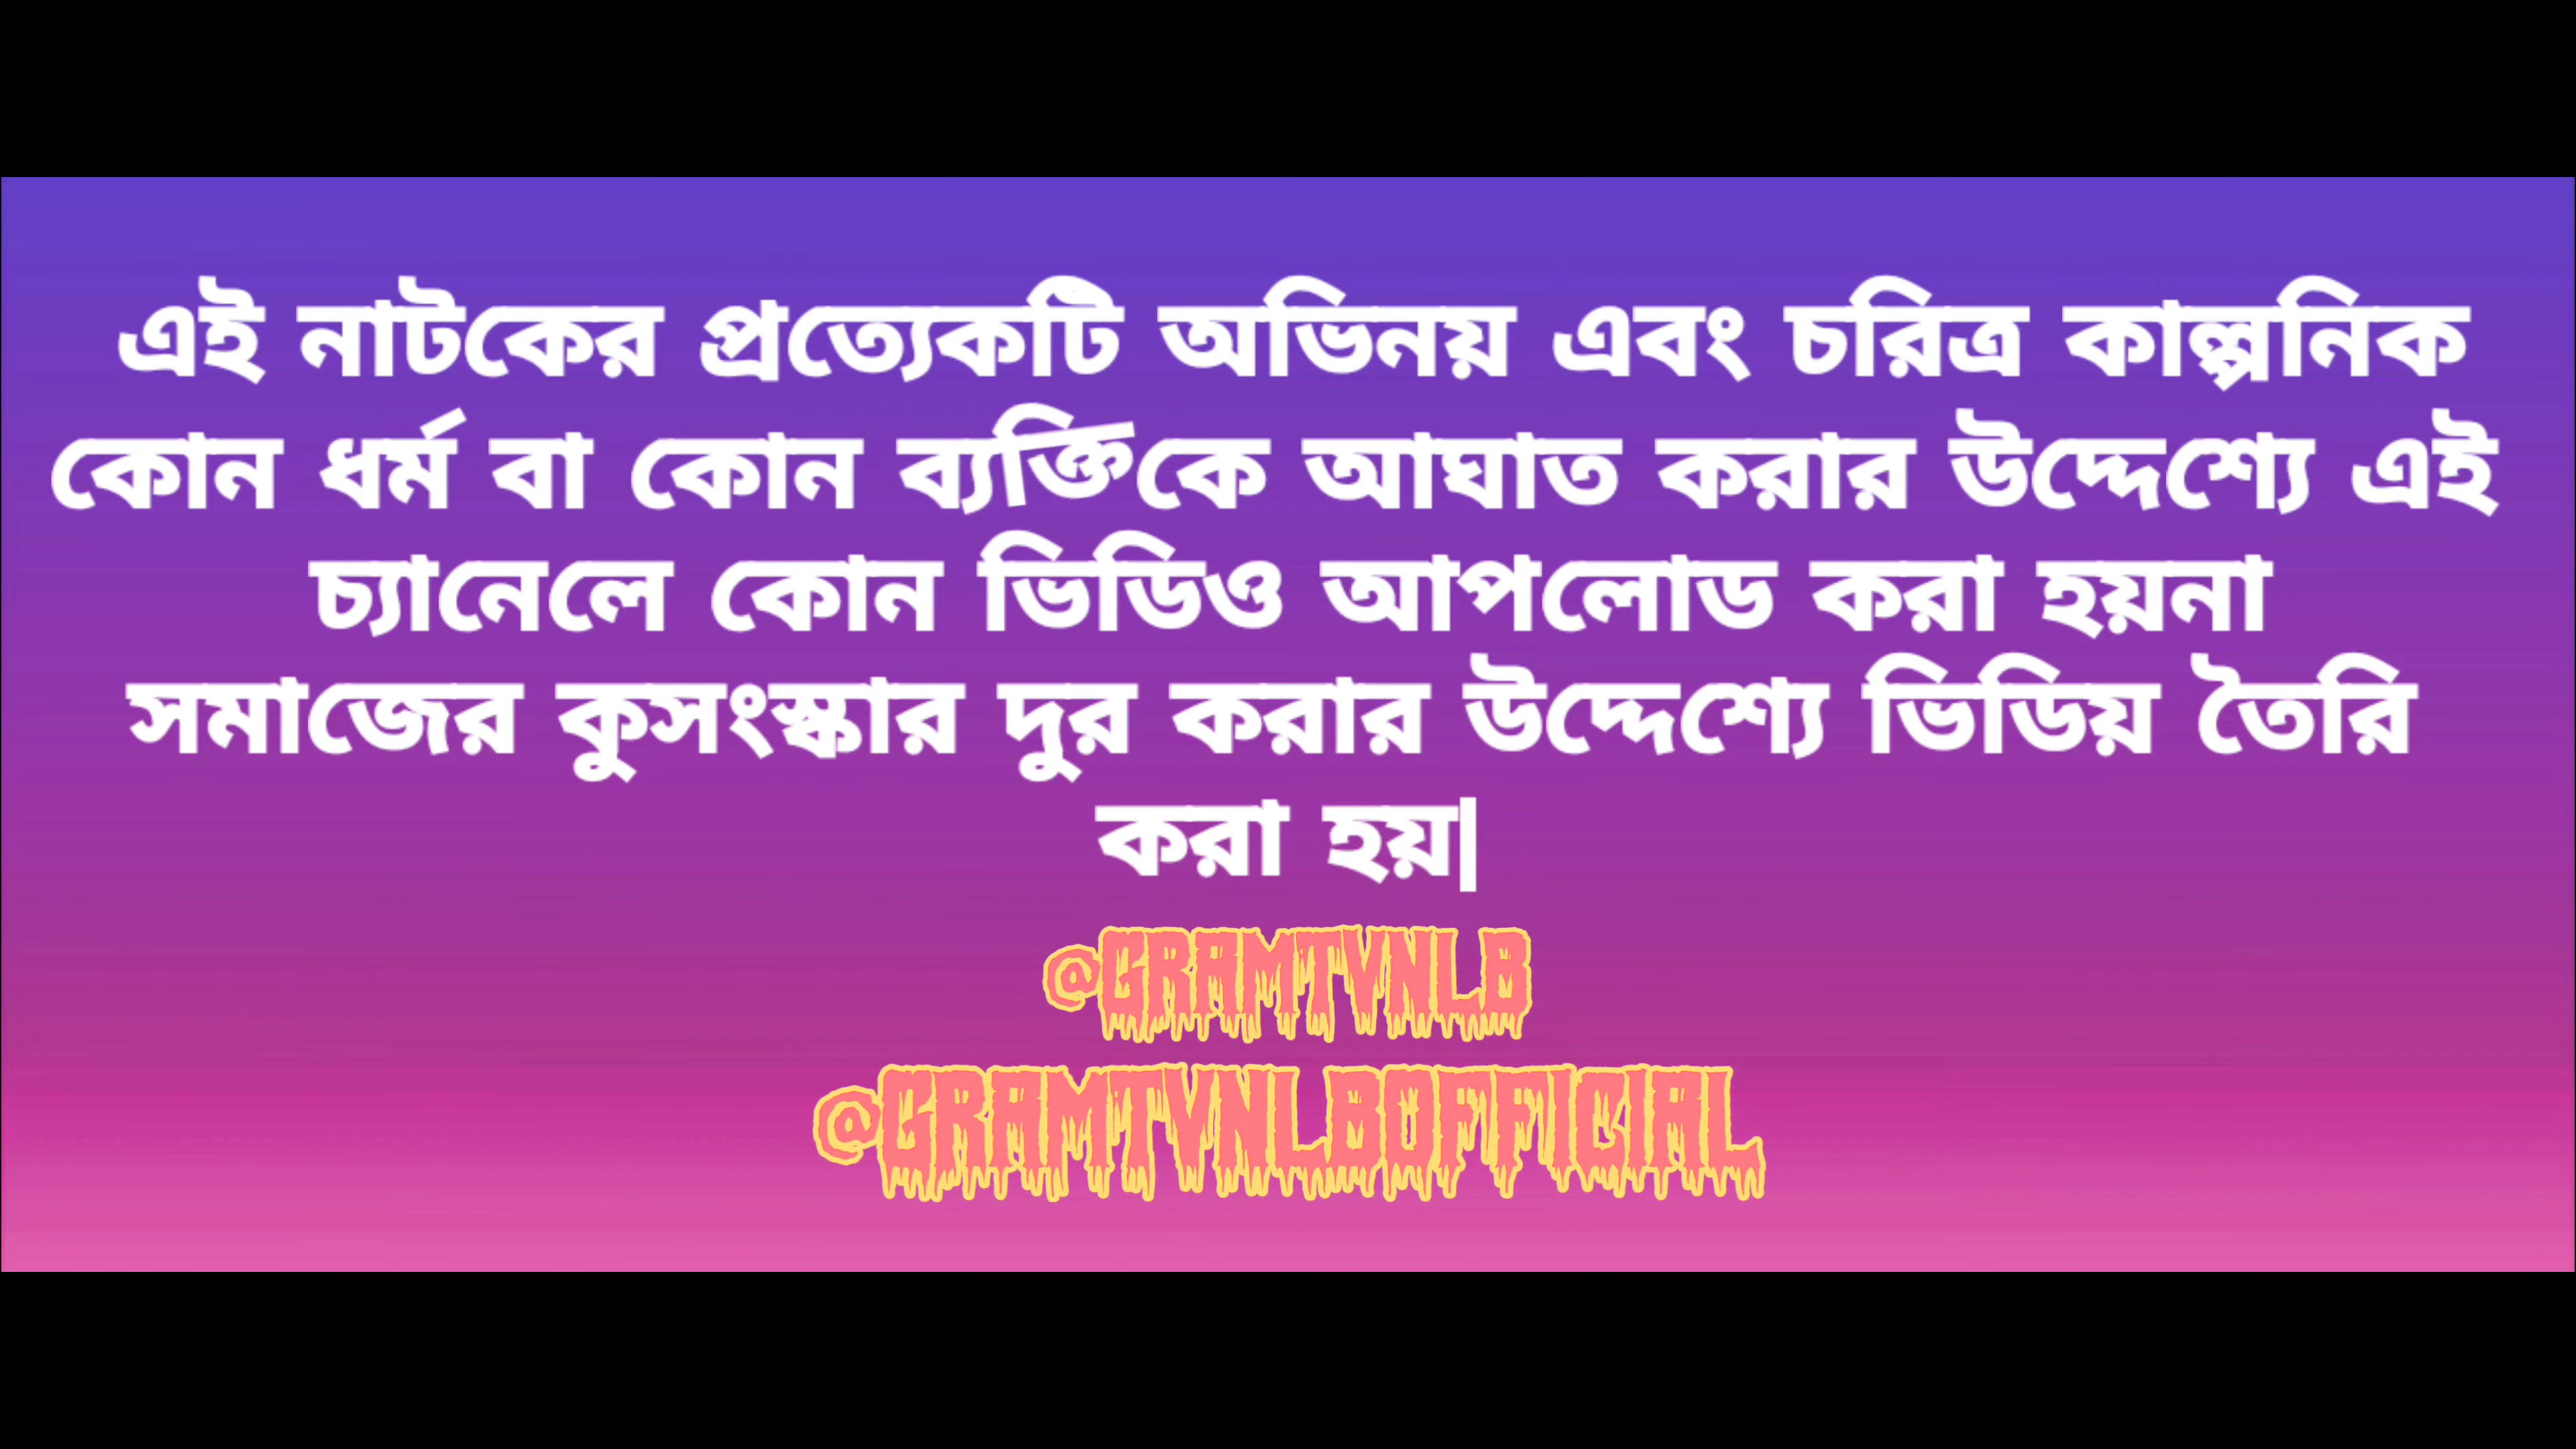 এই নাটকের প্রত্যেকটি অভিনয় এবং চরিত্র কাল্পনিক
কোন ধর্ম বা কোন ব্যক্তিকে আঘাত করার উদ্দেশ্যে এই
চ্যানেলে কোন ভিডিও আপলোড করা হয়না
সমাজের কুসংস্কার দুর করার উদ্দেশ্যে ভিডিয় তৈরি
করা হয়|
@GRAMTVNLB
@GRAMTVNLBOFFICIAL